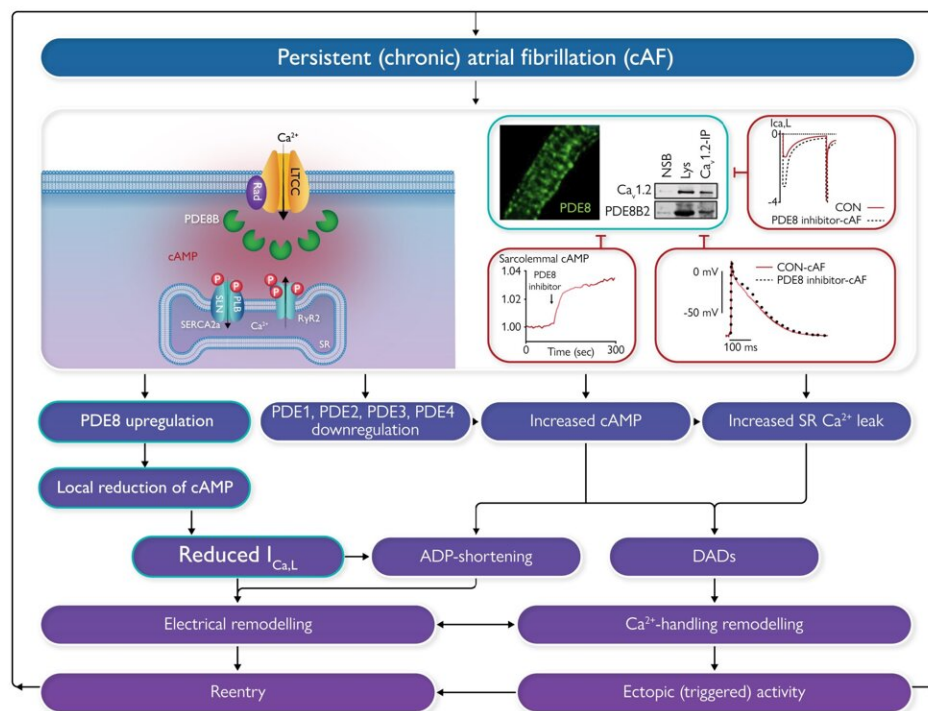 Persistent (chronic) atrial fibrillation (cAF)
Ca²⁺
LTCC
Rad
PDE8B
cAMP
P
P
P
P
P
SLN
PLB
SERCA2a
Ca²⁺
RyR2
SR
PDE8
NSB
Lys
Caᵥ1.2-IP
Caᵥ1.2
PDE8B2
Ica,L
0
-4
CON
PDE8 inhibitor-cAF
Sarcolemmal cAMP
1.04
1.02
1.00
PDE8
inhibitor
0
300
Time (sec)
0 mV
-50 mV
100 ms
CON-cAF
PDE8 inhibitor-cAF
PDE8 upregulation
PDE1, PDE2, PDE3, PDE4
downregulation
Increased cAMP
Increased SR Ca²⁺ leak
Local reduction of cAMP
Reduced I Ca,L
ADP-shortening
DADs
Electrical remodelling
Ca²⁺-handling remodelling
Reentry
Ectopic (triggered) activity